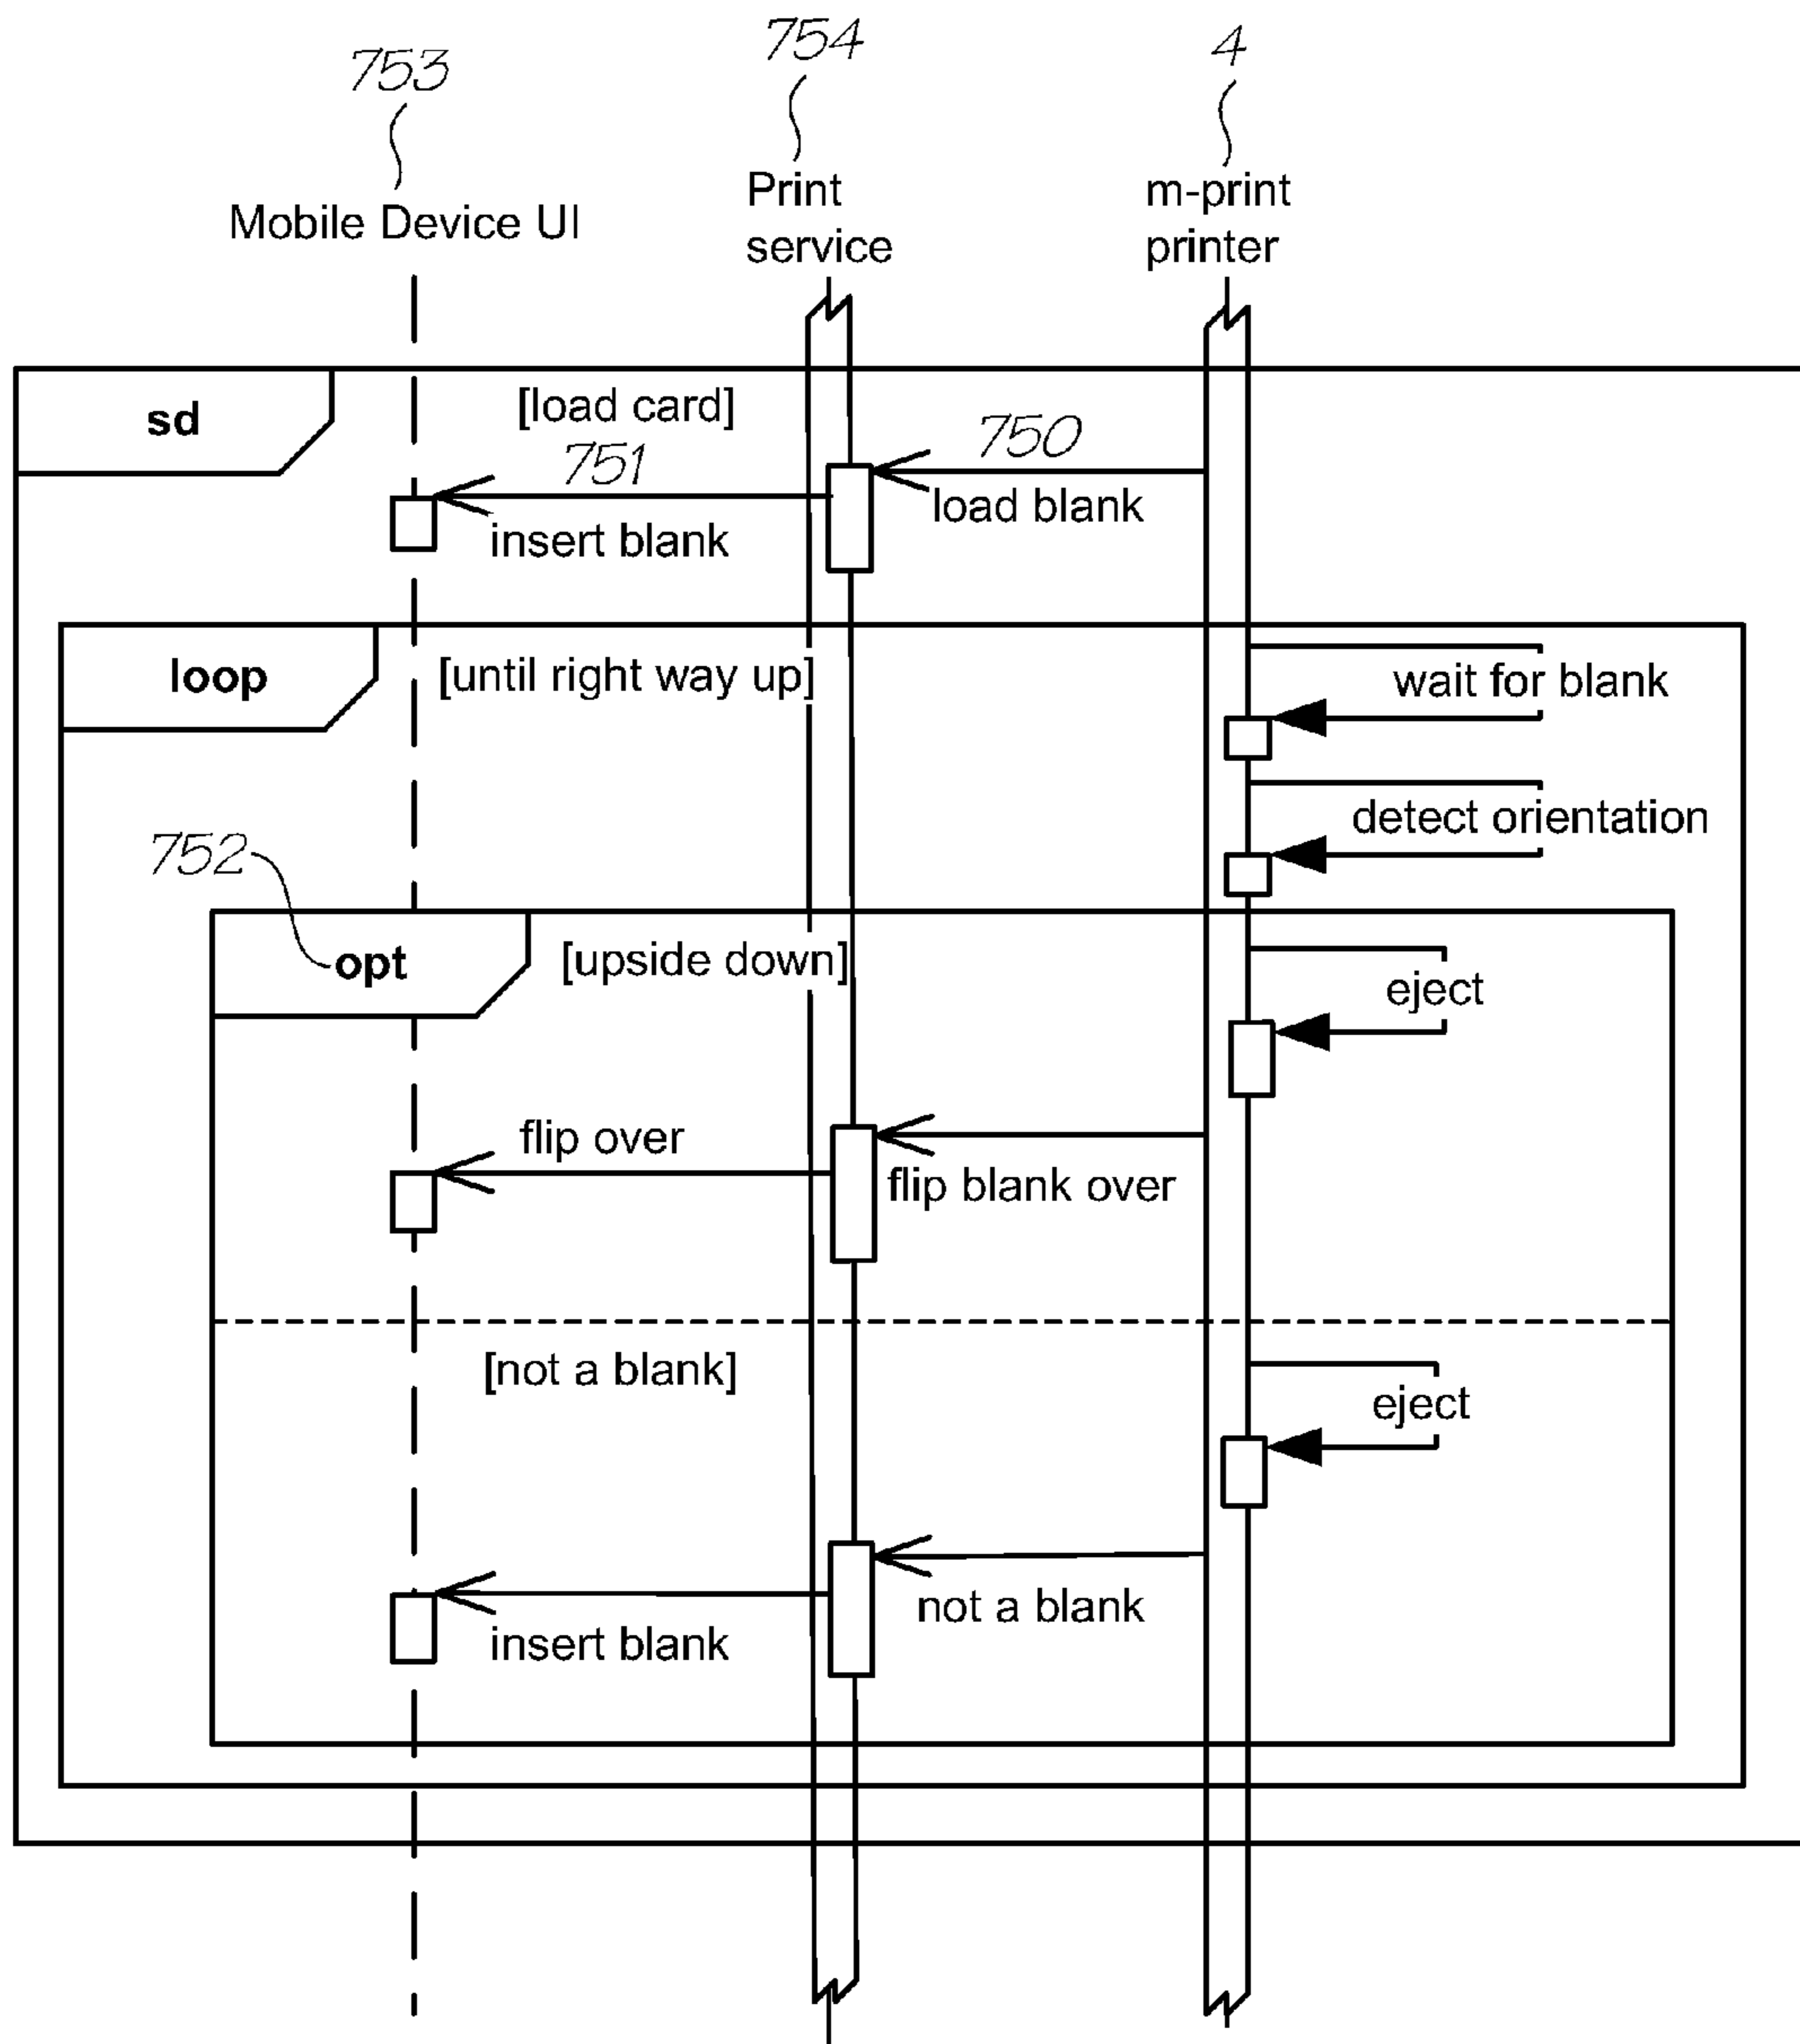 753
754
4
Mobile Device UI
Print
service
m-print
printer
sd
[load card]
750
751
load blank
insert blank
loop
[until right way up]
wait for blank
detect orientation
752
opt
[upside down]
eject
flip over
flip blank over
[not a blank]
eject
not a blank
insert blank